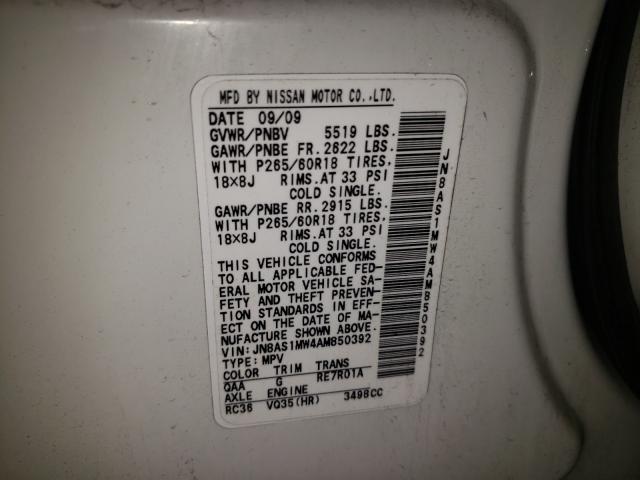 MFD BY NISSAN MOTOR CO.,LTD.
DATE 09/09
GVWR/PNBV 5519 LBS.
GAWR/PNBE FR. 2622 LBS.
WITH P265/60R18 TIRES,
18X8J RIMS.AT 33 PSI
COLD SINGLE.
GAWR/PNBE RR. 2915 LBS.
WITH P265/60R18 TIRES,
18X8J RIMS.AT 33 PSI
COLD SINGLE.
THIS VEHICLE CONFORMS
TO ALL APPLICABLE FED-
ERAL MOTOR VEHICLE SA-
FETY AND THEFT PREVEN-
TION STANDARDS IN EFF-
ECT ON THE DATE OF MA-
NUFACTURE SHOWN ABOVE.
VIN: JN8AS1MW4AM850392
TYPE: MPV
COLOR TRIM TRANS
QAA G RE7R01A
AXLE ENGINE
RC36 VQ35(HR) 3498CC
JN8AS1MW4AM850392